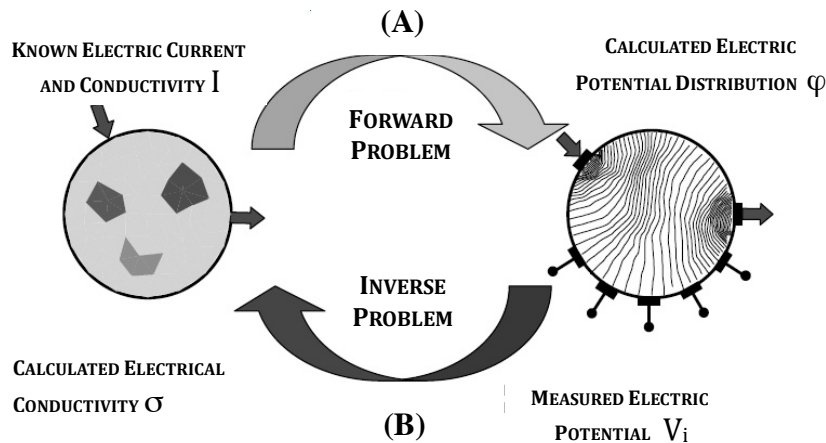 (A)
KNOWN ELECTRIC CURRENT
AND CONDUCTIVITY I
CALCULATED ELECTRIC
POTENTIAL DISTRIBUTION φ
FORWARD
PROBLEM
INVERSE
PROBLEM
CALCULATED ELECTRICAL
CONDUCTIVITY σ
(B)
MEASURED ELECTRIC
POTENTIAL Vi